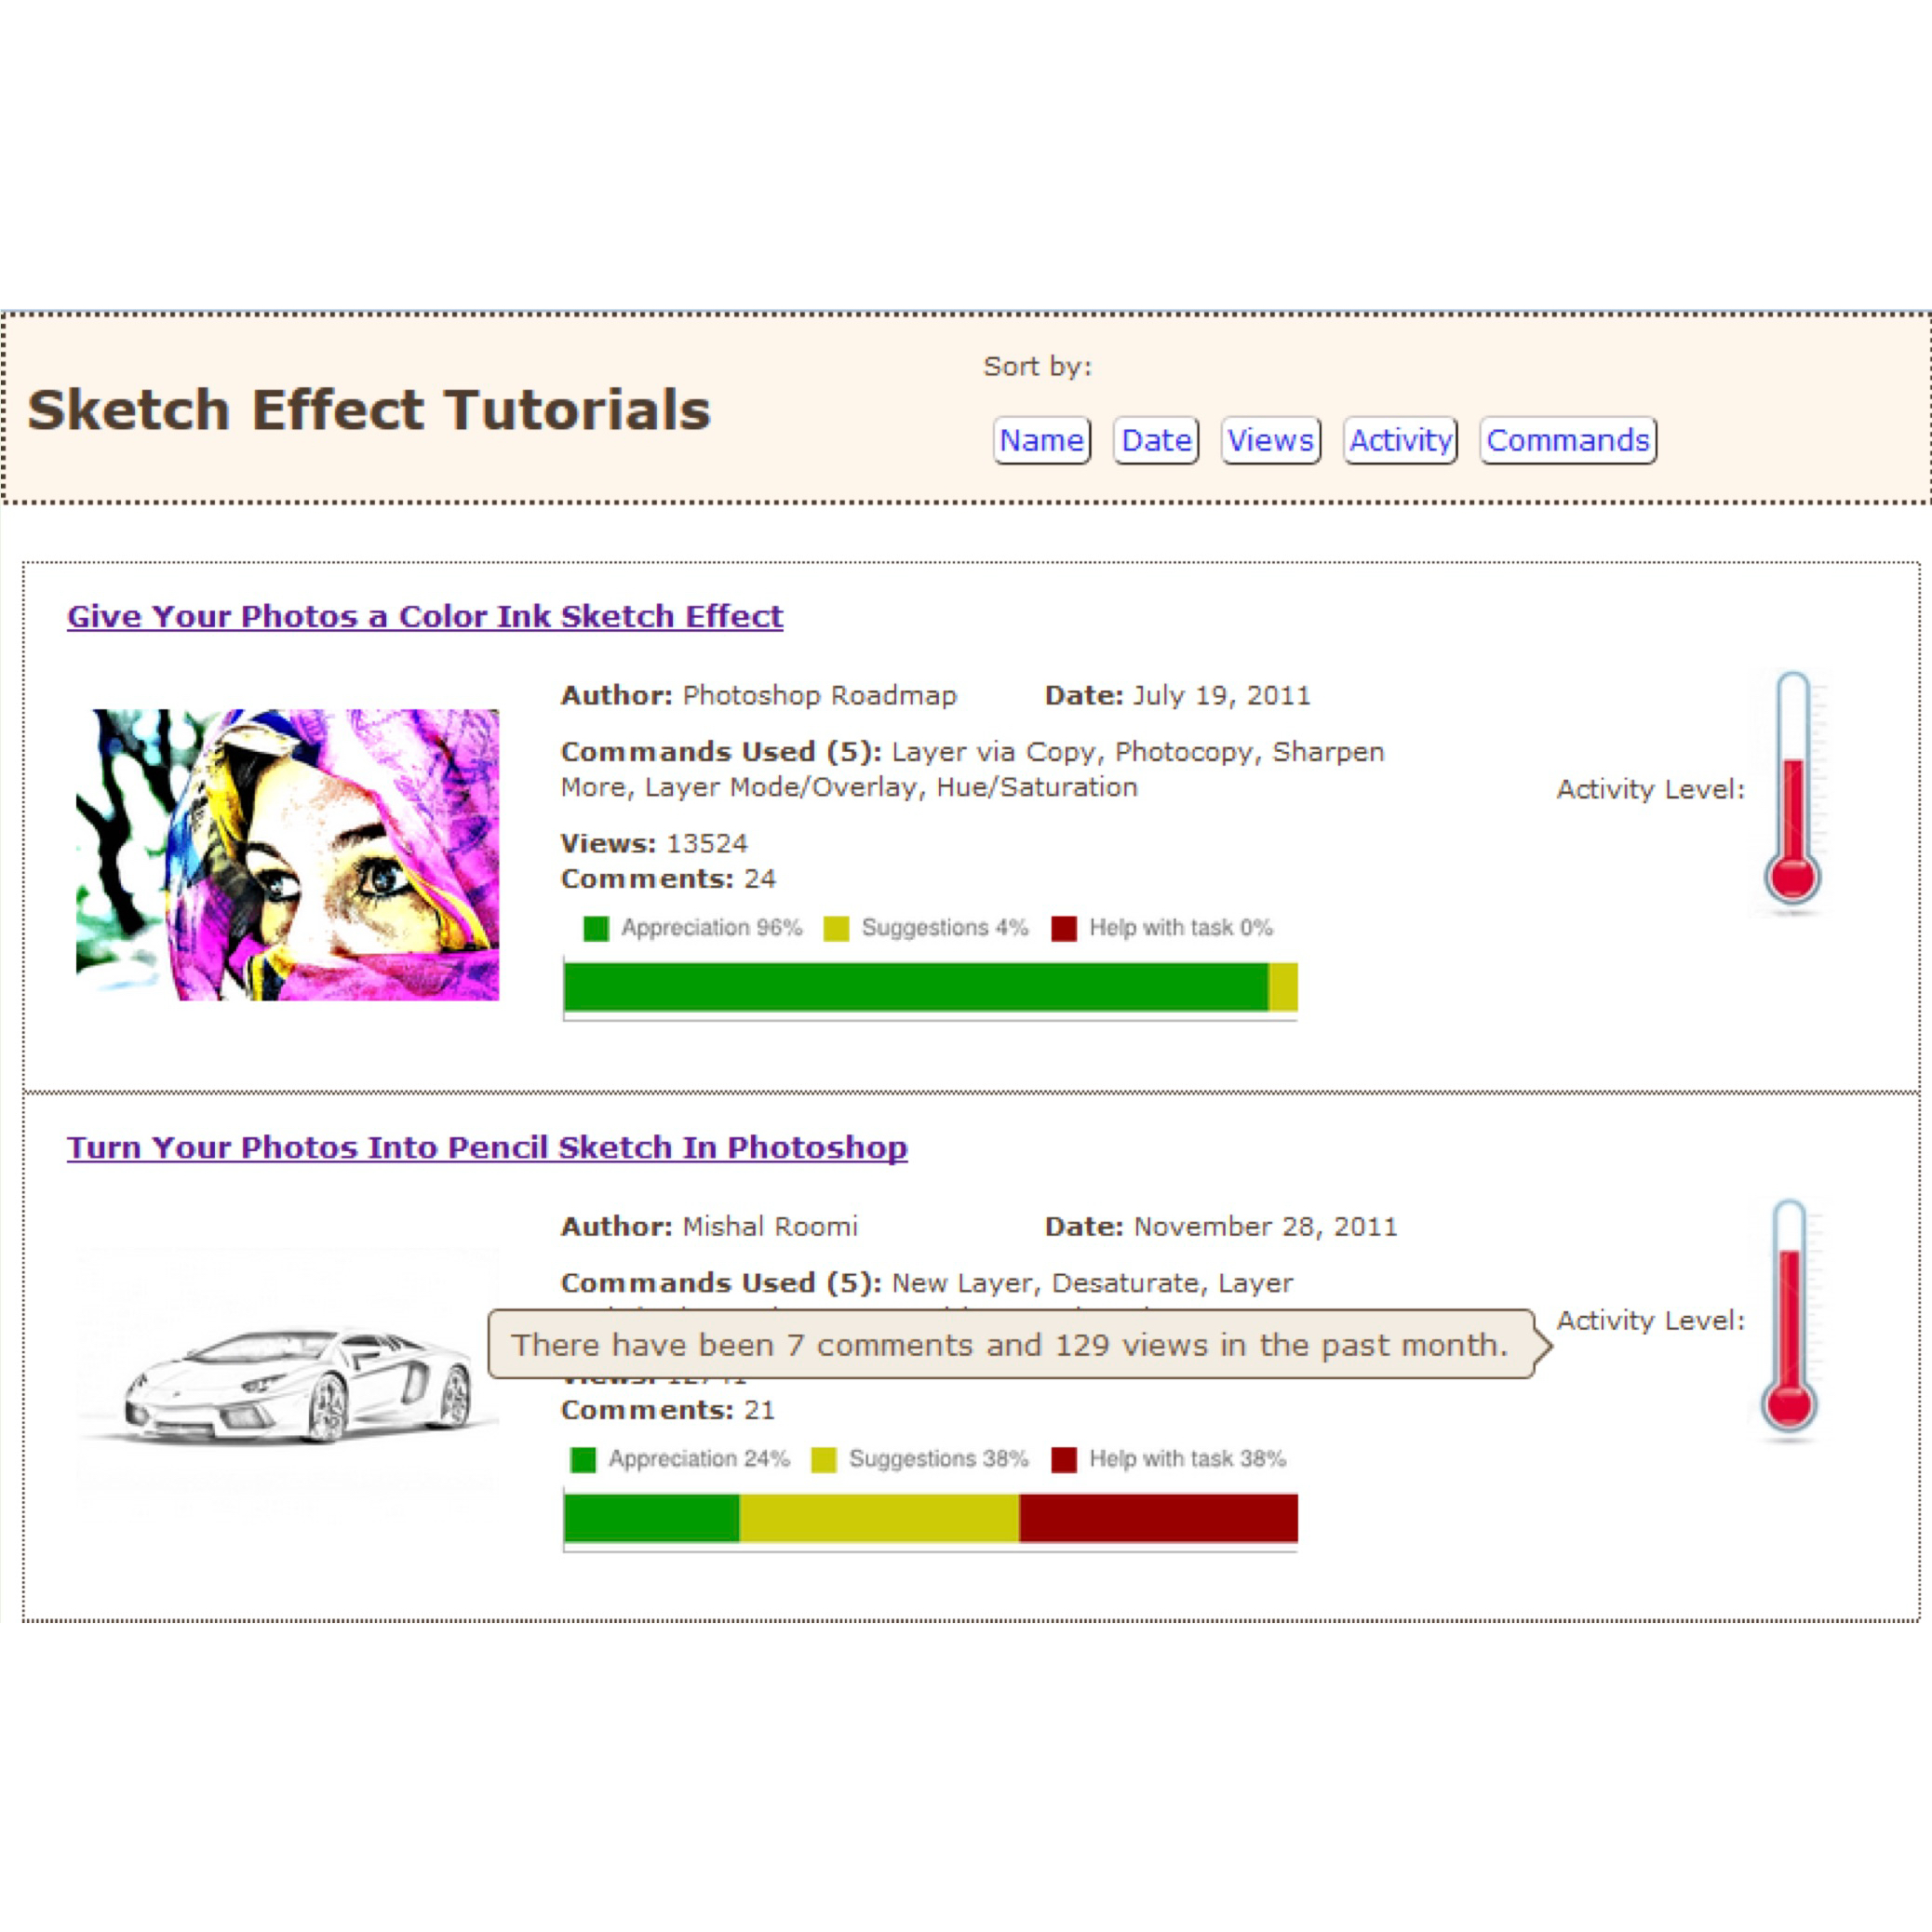 Sort by:
Sketch Effect Tutorials
Name Date Views Activity Commands
Give Your Photos a Color Ink Sketch Effect
Author: Photoshop Roadmap Date: July 19, 2011
Commands Used (5): Layer via Copy, Photocopy, Sharpen
More, Layer Mode/Overlay, Hue/Saturation
Activity Level:
Views: 13524
Comments: 24
Appreciation 96% Suggestions 4% Help with task 0%
Turn Your Photos Into Pencil Sketch In Photoshop
Author: Mishal Roomi Date: November 28, 2011
Commands Used (5): New Layer, Desaturate, Layer
Activity Level:
There have been 7 comments and 129 views in the past month.
Comments: 21
Appreciation 24% Suggestions 38% Help with task 38%